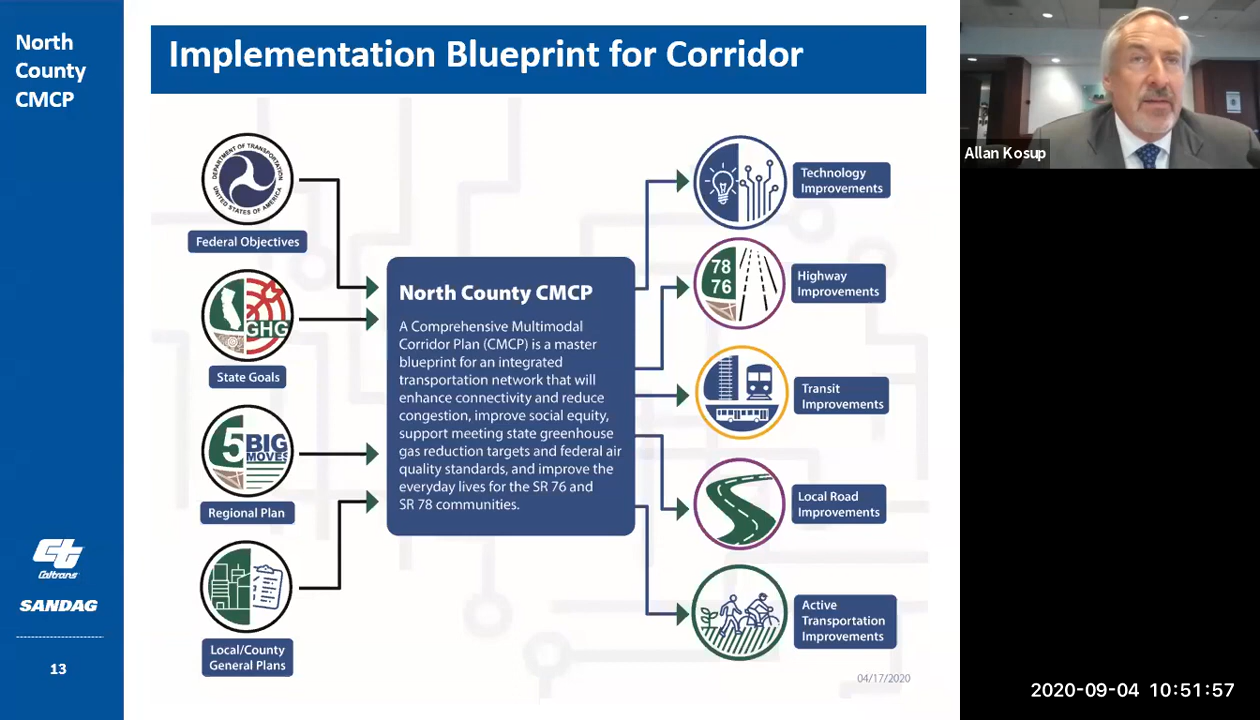 North
County
CMCP
Implementation Blueprint for Corridor
DEPARTMENT OF TRANSPORTATION
UNITED STATES OF AMERICA
Federal Objectives
GHG
State Goals
5 BIG
MOVES
Regional Plan
Local/County
General Plans
North County CMCP
A Comprehensive Multimodal
Corridor Plan (CMCP) is a master
blueprint for an integrated
transportation network that will
enhance connectivity and reduce
congestion, improve social equity,
support meeting state greenhouse
gas reduction targets and federal air
quality standards, and improve the
everyday lives for the SR 76 and
SR 78 communities.
Technology
Improvements
78
76
Highway
Improvements
Transit
Improvements
Local Road
Improvements
Active
Transportation
Improvements
04/17/2020
Ct
Caltrans
SANDAG
13
Allan Kosup
2020-09-04 10:51:57